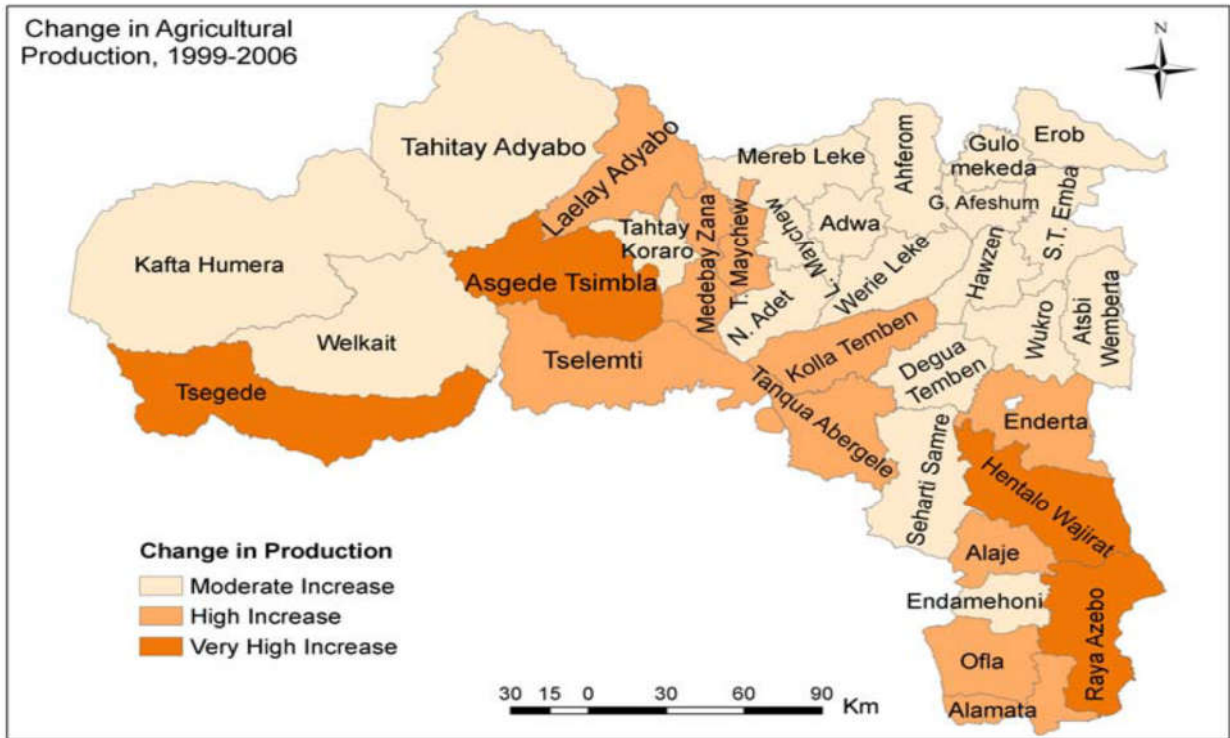 Change in Agricultural
Production, 1999-2006
N
Tahitay Adyabo
Laelay Adyabo
Mereb Leke
Ahferom
Gulo
mekeda
Erob
G. Afeshum
S.T. Emba
Kafta Humera
Tahtay
Koraro
Medebay Zana
T. Maychew
L. Maychew
Adwa
Werie Leke
Hawzen
Asgede Tsimbla
N. Adet
Wukro
Atsbi
Wemberta
Welkait
Tselemti
Kolla Temben
Degua
Temben
Tsegede
Tanqua Abergele
Enderta
Seharti Samre
Hentalo Wajirat
Alaje
Endamehoni
Raya Azebo
Ofla
Alamata
Change in Production
Moderate Increase
High Increase
Very High Increase
30 15 0 30 60 90
Km